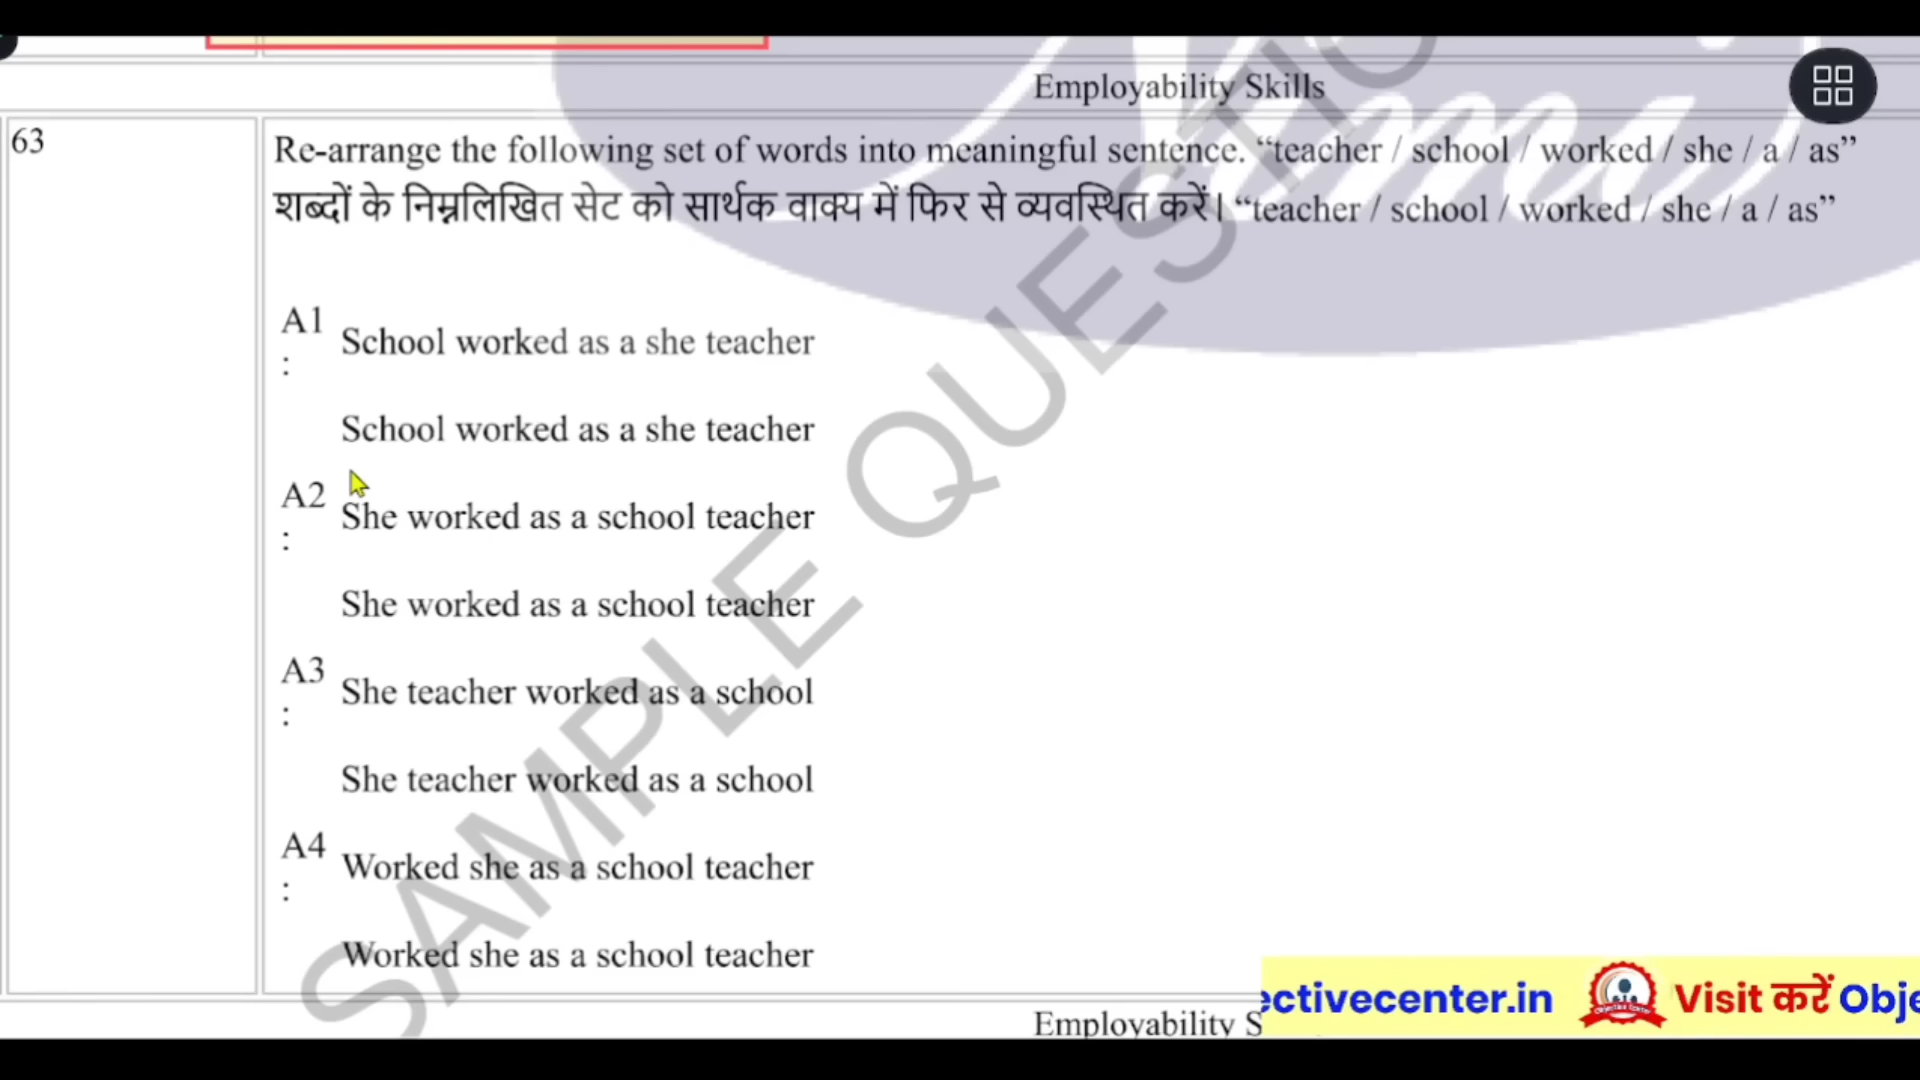 Employability Skills
63
Re-arrange the following set of words into meaningful sentence. “teacher / school / worked / she / a / as”
शब्दों के निम्नलिखित सेट को सार्थक वाक्य में फिर से व्यवस्थित करें। “teacher / school / worked / she / a / as”
A1
:
School worked as a she teacher
School worked as a she teacher
A2
:
She worked as a school teacher
She worked as a school teacher
A3
:
She teacher worked as a school
She teacher worked as a school
A4
:
Worked she as a school teacher
Worked she as a school teacher
SAMPLE QUESTIO
Employability S
ectivecenter.in Visit करें Obje